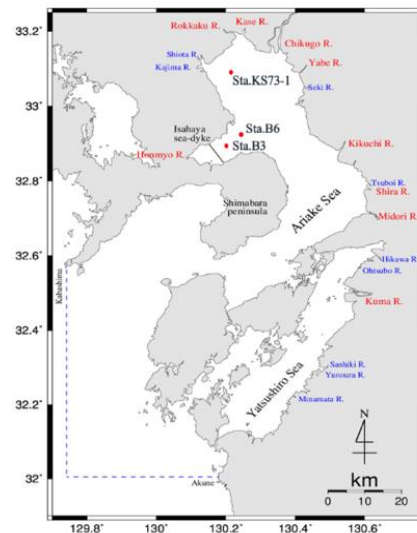 33.2°
33°
32.8°
32.6°
32.4°
32.2°
32°
129.8°
130°
130.2°
130.4°
130.6°
Rokkaku R.
Kase R.
Chikugo R.
Shiota R.
Kajima R.
Yabe R.
Seki R.
Sta.KS73-1
Isahaya
sea-dyke
Sta.B6
Sta.B3
Honmyo R.
Kikuchi R.
Shimabara
peninsula
Tsuboi R.
Shira R.
Ariake Sea
Midori R.
Hikawa R.
Ohtsubo R.
Kabashima
Kuma R.
Yatsushiro Sea
Sashiki R.
Yunoura R.
Minamata R.
N
km
0 10 20
Akune